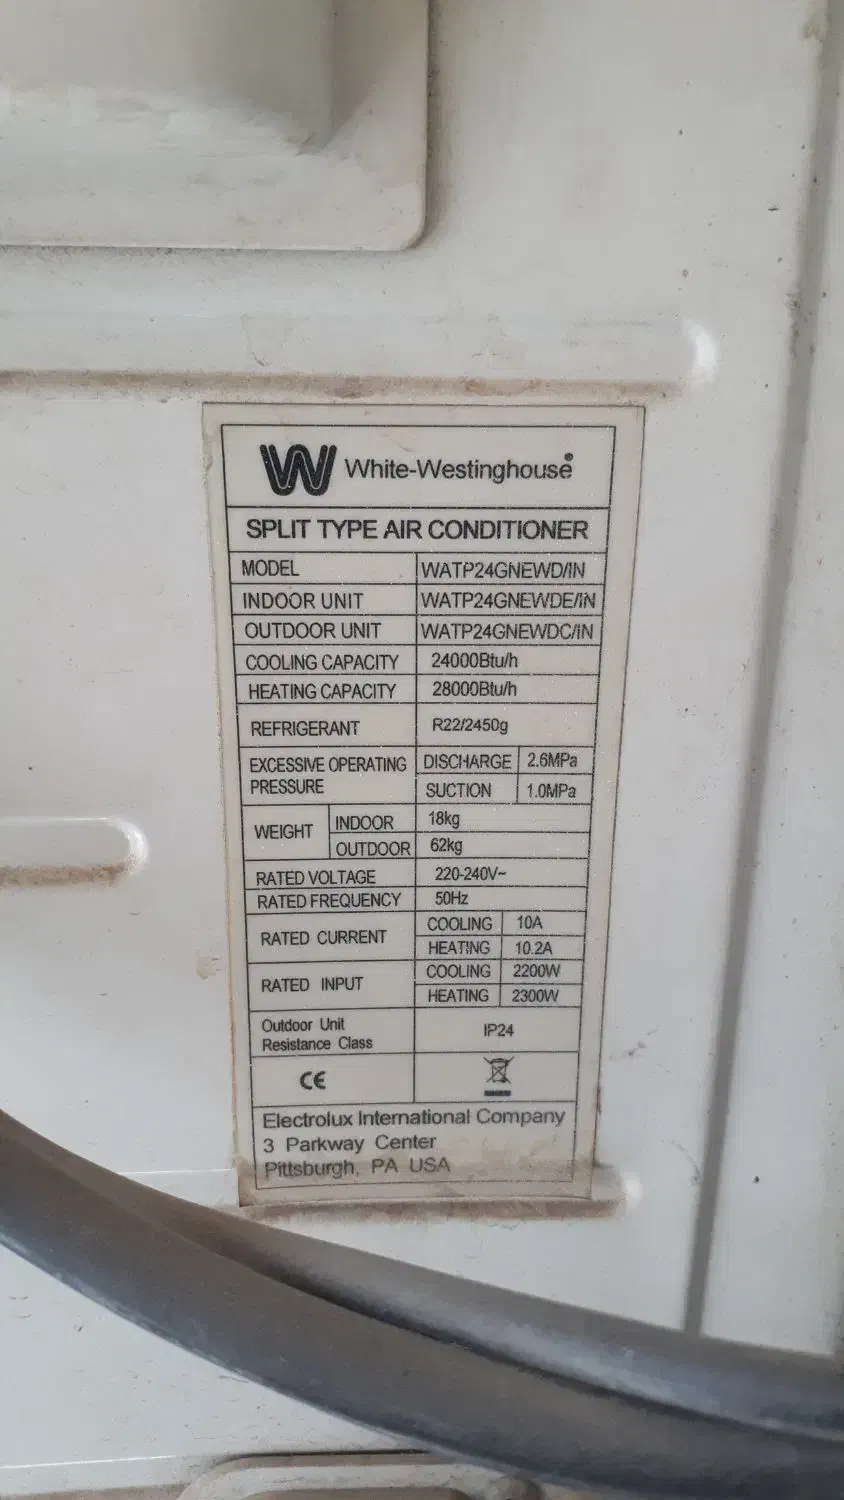 W White-Westinghouse®
SPLIT TYPE AIR CONDITIONER
MODEL WATP24GNEWD/IN
INDOOR UNIT WATP24GNEWDE/IN
OUTDOOR UNIT WATP24GNEWDC/IN
COOLING CAPACITY 24000Btu/h
HEATING CAPACITY 28000Btu/h
REFRIGERANT R22/2450g
EXCESSIVE OPERATING PRESSURE DISCHARGE 2.6MPa
SUCTION 1.0MPa
WEIGHT INDOOR 18kg
OUTDOOR 62kg
RATED VOLTAGE 220-240V~
RATED FREQUENCY 50Hz
RATED CURRENT COOLING 10A
HEATING 10.2A
RATED INPUT COOLING 2200W
HEATING 2300W
Outdoor Unit
Resistance Class IP24
CE
Electrolux International Company
3 Parkway Center
Pittsburgh, PA USA